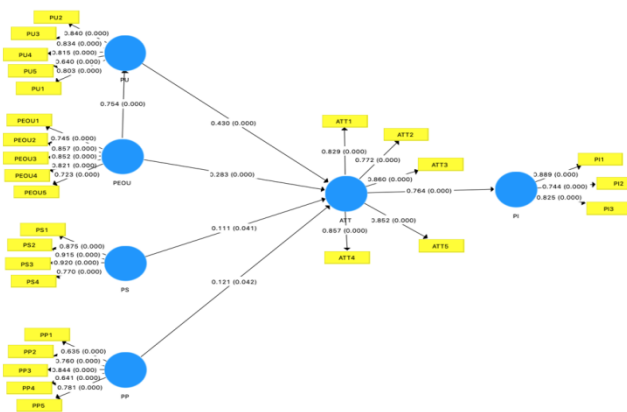 PU2
PU3
PU4
PU5
PU1
0.840 (0.000)
0.834 (0.000)
0.815 (0.000)
0.640 (0.000)
0.803 (0.000)
PU
0.754 (0.000)
0.430 (0.000)
PEOU1
PEOU2
PEOU3
PEOU4
PEOU5
0.745 (0.000)
0.857 (0.000)
0.852 (0.000)
0.821 (0.000)
0.723 (0.000)
PEOU
0.283 (0.000)
ATT1
ATT2
ATT3
0.829 (0.000)
0.772 (0.000)
0.860 (0.000)
ATT
0.857 (0.000)
0.852 (0.000)
ATT4
ATT5
0.764 (0.000)
PI1
PI2
PI3
0.889 (0.000)
0.744 (0.000)
0.825 (0.000)
PI
PS1
PS2
PS3
PS4
0.875 (0.000)
0.915 (0.000)
0.920 (0.000)
0.770 (0.000)
PS
0.111 (0.041)
0.121 (0.042)
PP1
PP2
PP3
PP4
PP5
0.635 (0.000)
0.760 (0.000)
0.844 (0.000)
0.641 (0.000)
0.781 (0.000)
PP